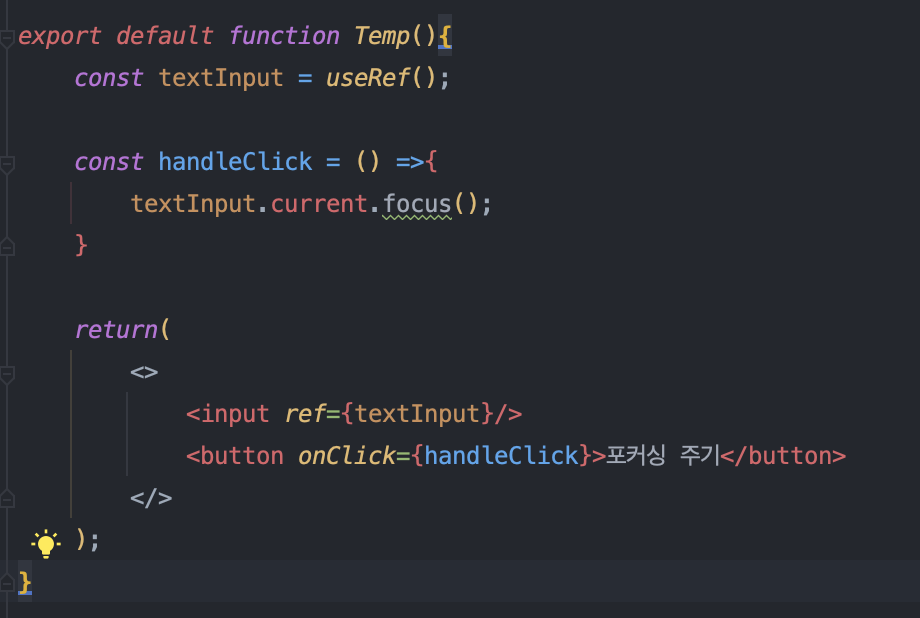 export default function Temp(){
const textInput = useRef();
const handleClick = () =>{
textInput.current.focus();
}
return(
<>
<input ref={textInput}/>
<button onClick={handleClick}>포커싱 주기</button>
</>
);
}